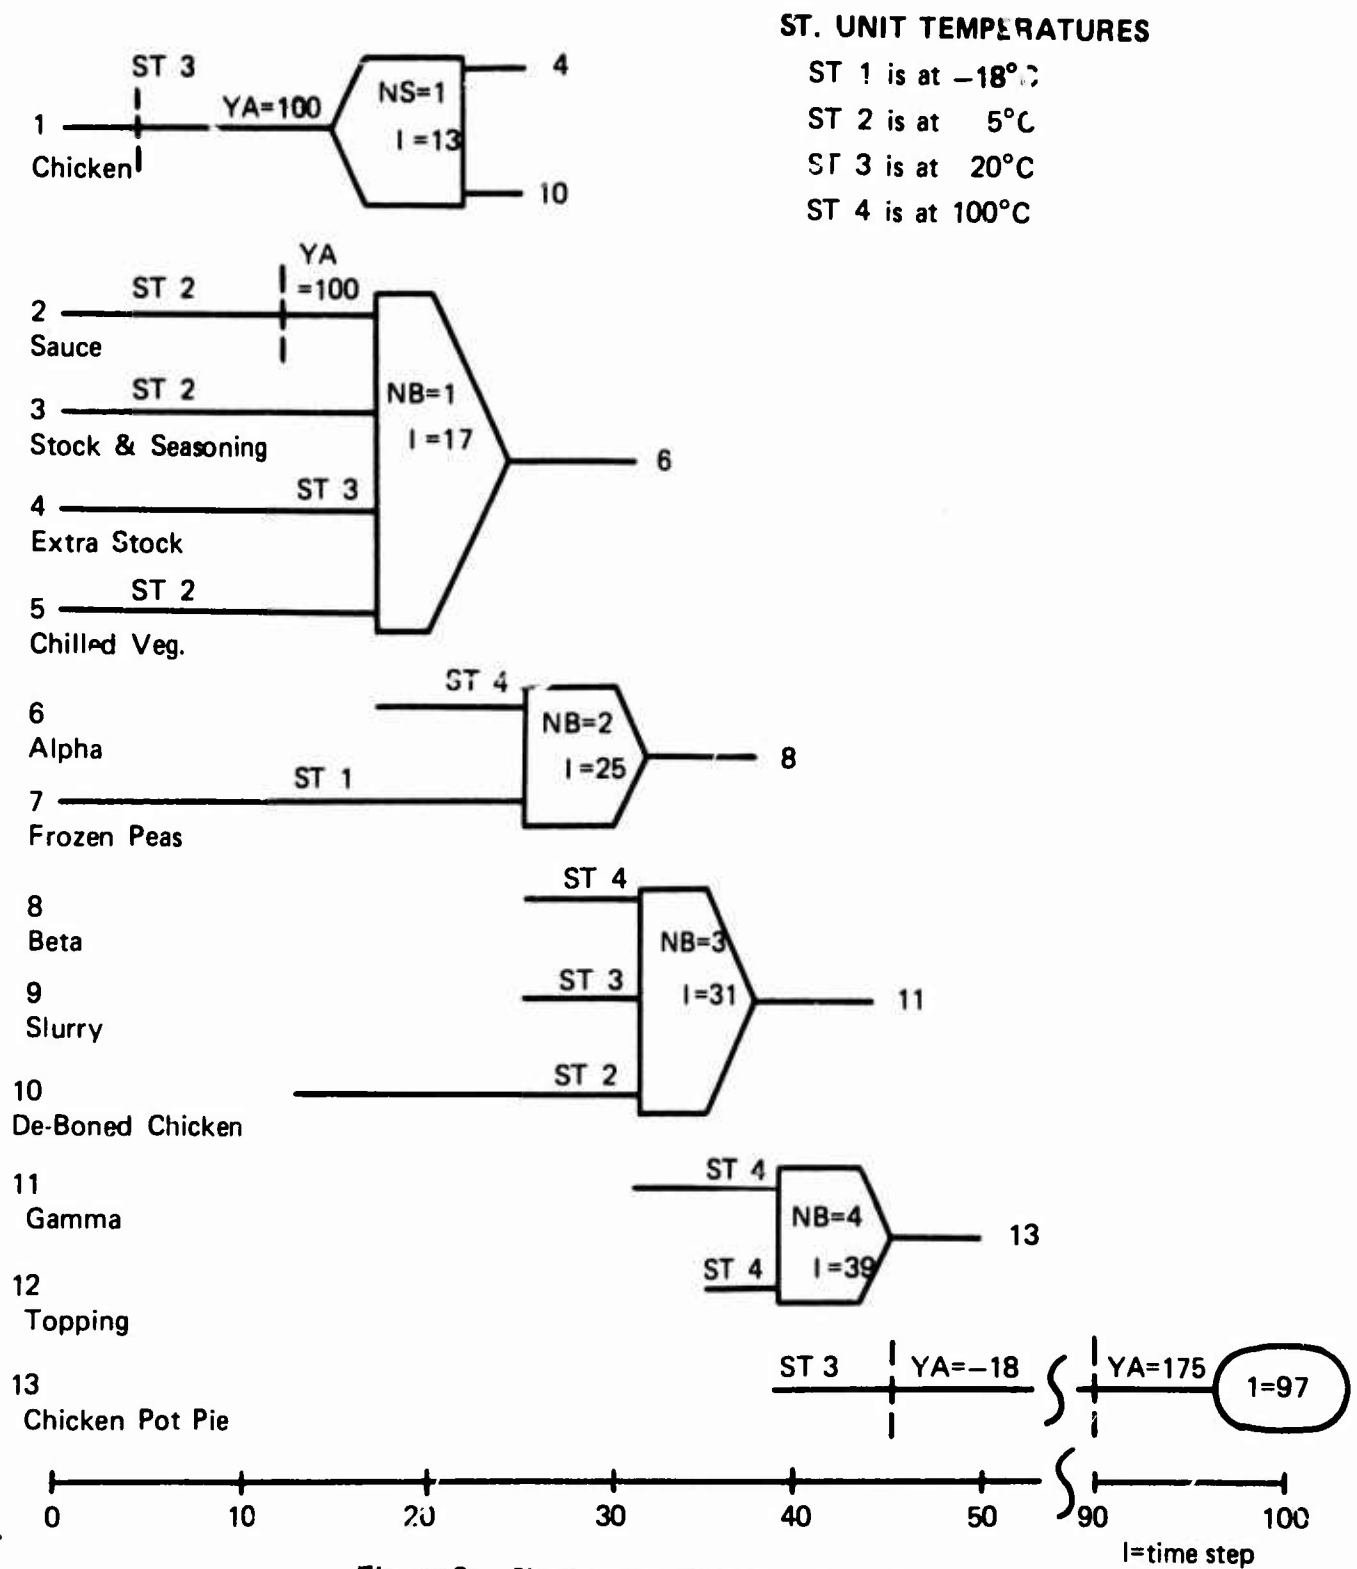 ST. UNIT TEMPERATURES
ST 1 is at –18°C
ST 2 is at 5°C
ST 3 is at 20°C
ST 4 is at 100°C
ST 3
YA=100
NS=1
I =13
4
10
1
Chicken
YA
=100
ST 2
2
Sauce
ST 2
3
Stock & Seasoning
NB=1
I =17
6
ST 3
4
Extra Stock
ST 2
5
Chilled Veg.
ST 4
6
Alpha
NB=2
I =25
8
ST 1
7
Frozen Peas
ST 4
8
Beta
NB=3
I=31
11
ST 3
9
Slurry
ST 2
10
De-Boned Chicken
ST 4
11
Gamma
NB=4
I =39
13
ST 4
12
Topping
ST 3
YA=–18
YA=175
1=97
13
Chicken Pot Pie
0 10 20 30 40 50 90 100
I=time step